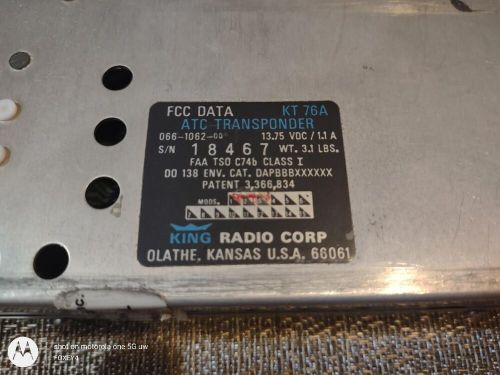 FCC DATA KT 76A
ATC TRANSPONDER
066-1062-00 13.75 VDC / 1.1 A
S/N 18467 WT. 3.1 LBS.
FAA TSO C74b CLASS I
DO 138 ENV. CAT. DAPBBBXXXXXX
PATENT 3,366,834
MODS.
KING RADIO CORP
OLATHE, KANSAS U.S.A. 66061
shot on motorola one 5G uw
FOXEY4